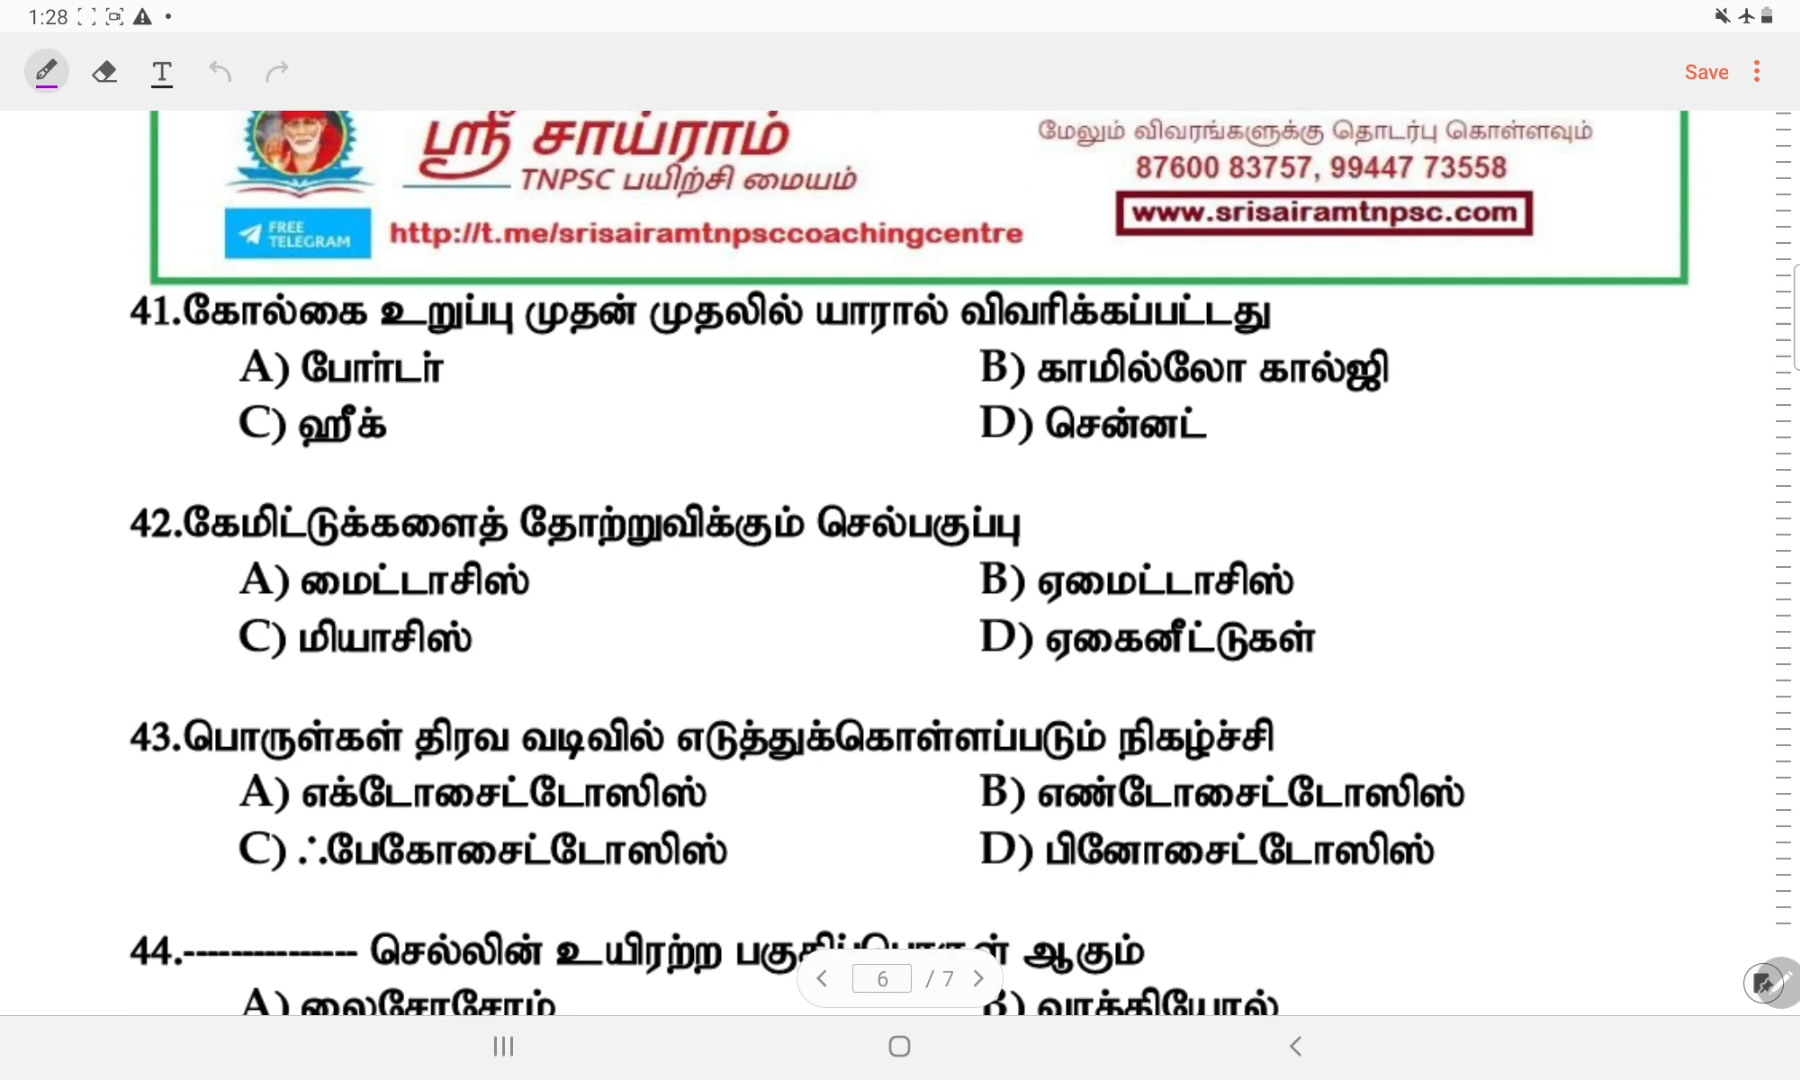 1:28
Save
ஸ்ரீ சாய்ராம்
TNPSC பயிற்சி மையம்
மேலும் விவரங்களுக்கு தொடர்பு கொள்ளவும்
87600 83757, 99447 73558
www.srisairamtnpsc.com
FREE
TELEGRAM
http://t.me/srisairamtnpsccoachingcentre
41.கோல்கை உறுப்பு முதன் முதலில் யாரால் விவரிக்கப்பட்டது
A) போர்டர்
B) காமில்லோ கால்ஜி
C) ஹீக்
D) சென்னட்
42.கேமிட்டுக்களைத் தோற்றுவிக்கும் செல்பகுப்பு
A) மைட்டாசிஸ்
B) ஏமைட்டாசிஸ்
C) மியாசிஸ்
D) ஏகைனீட்டுகள்
43.பொருள்கள் திரவ வடிவில் எடுத்துக்கொள்ளப்படும் நிகழ்ச்சி
A) எக்டோசைட்டோஸிஸ்
B) எண்டோசைட்டோஸிஸ்
C) ஃபேகோசைட்டோஸிஸ்
D) பினோசைட்டோஸிஸ்
44.--------------- செல்லின் உயிரற்ற ஆகும்
A) லைசோசோம்
B) வாக்கியோல்
6 / 7